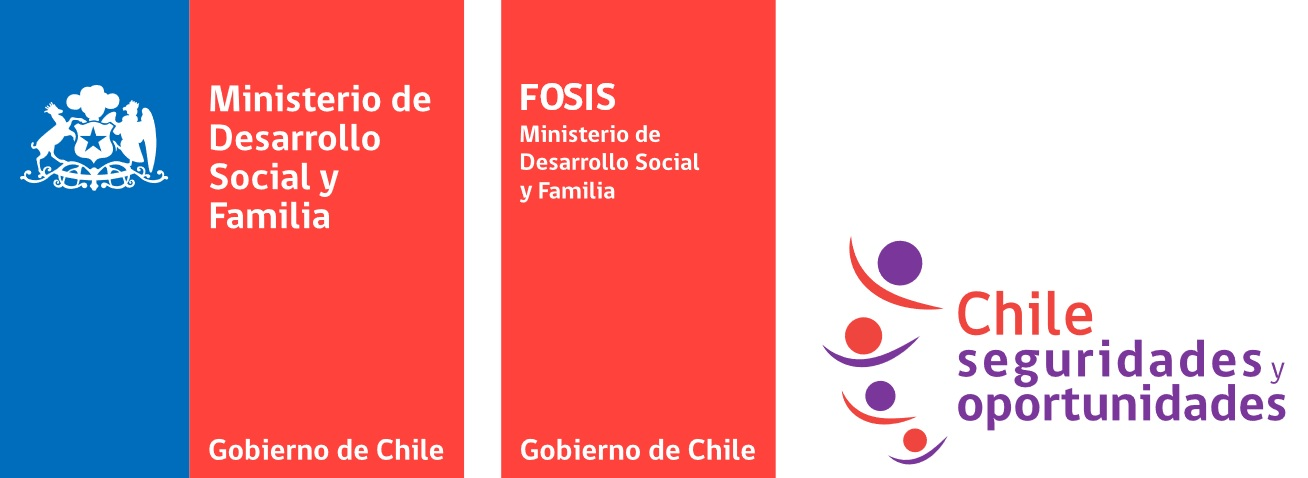 Ministerio de
Desarrollo
Social y
Familia
Gobierno de Chile
FOSIS
Ministerio de
Desarrollo Social
y Familia
Gobierno de Chile
Chile
seguridades y
oportunidades